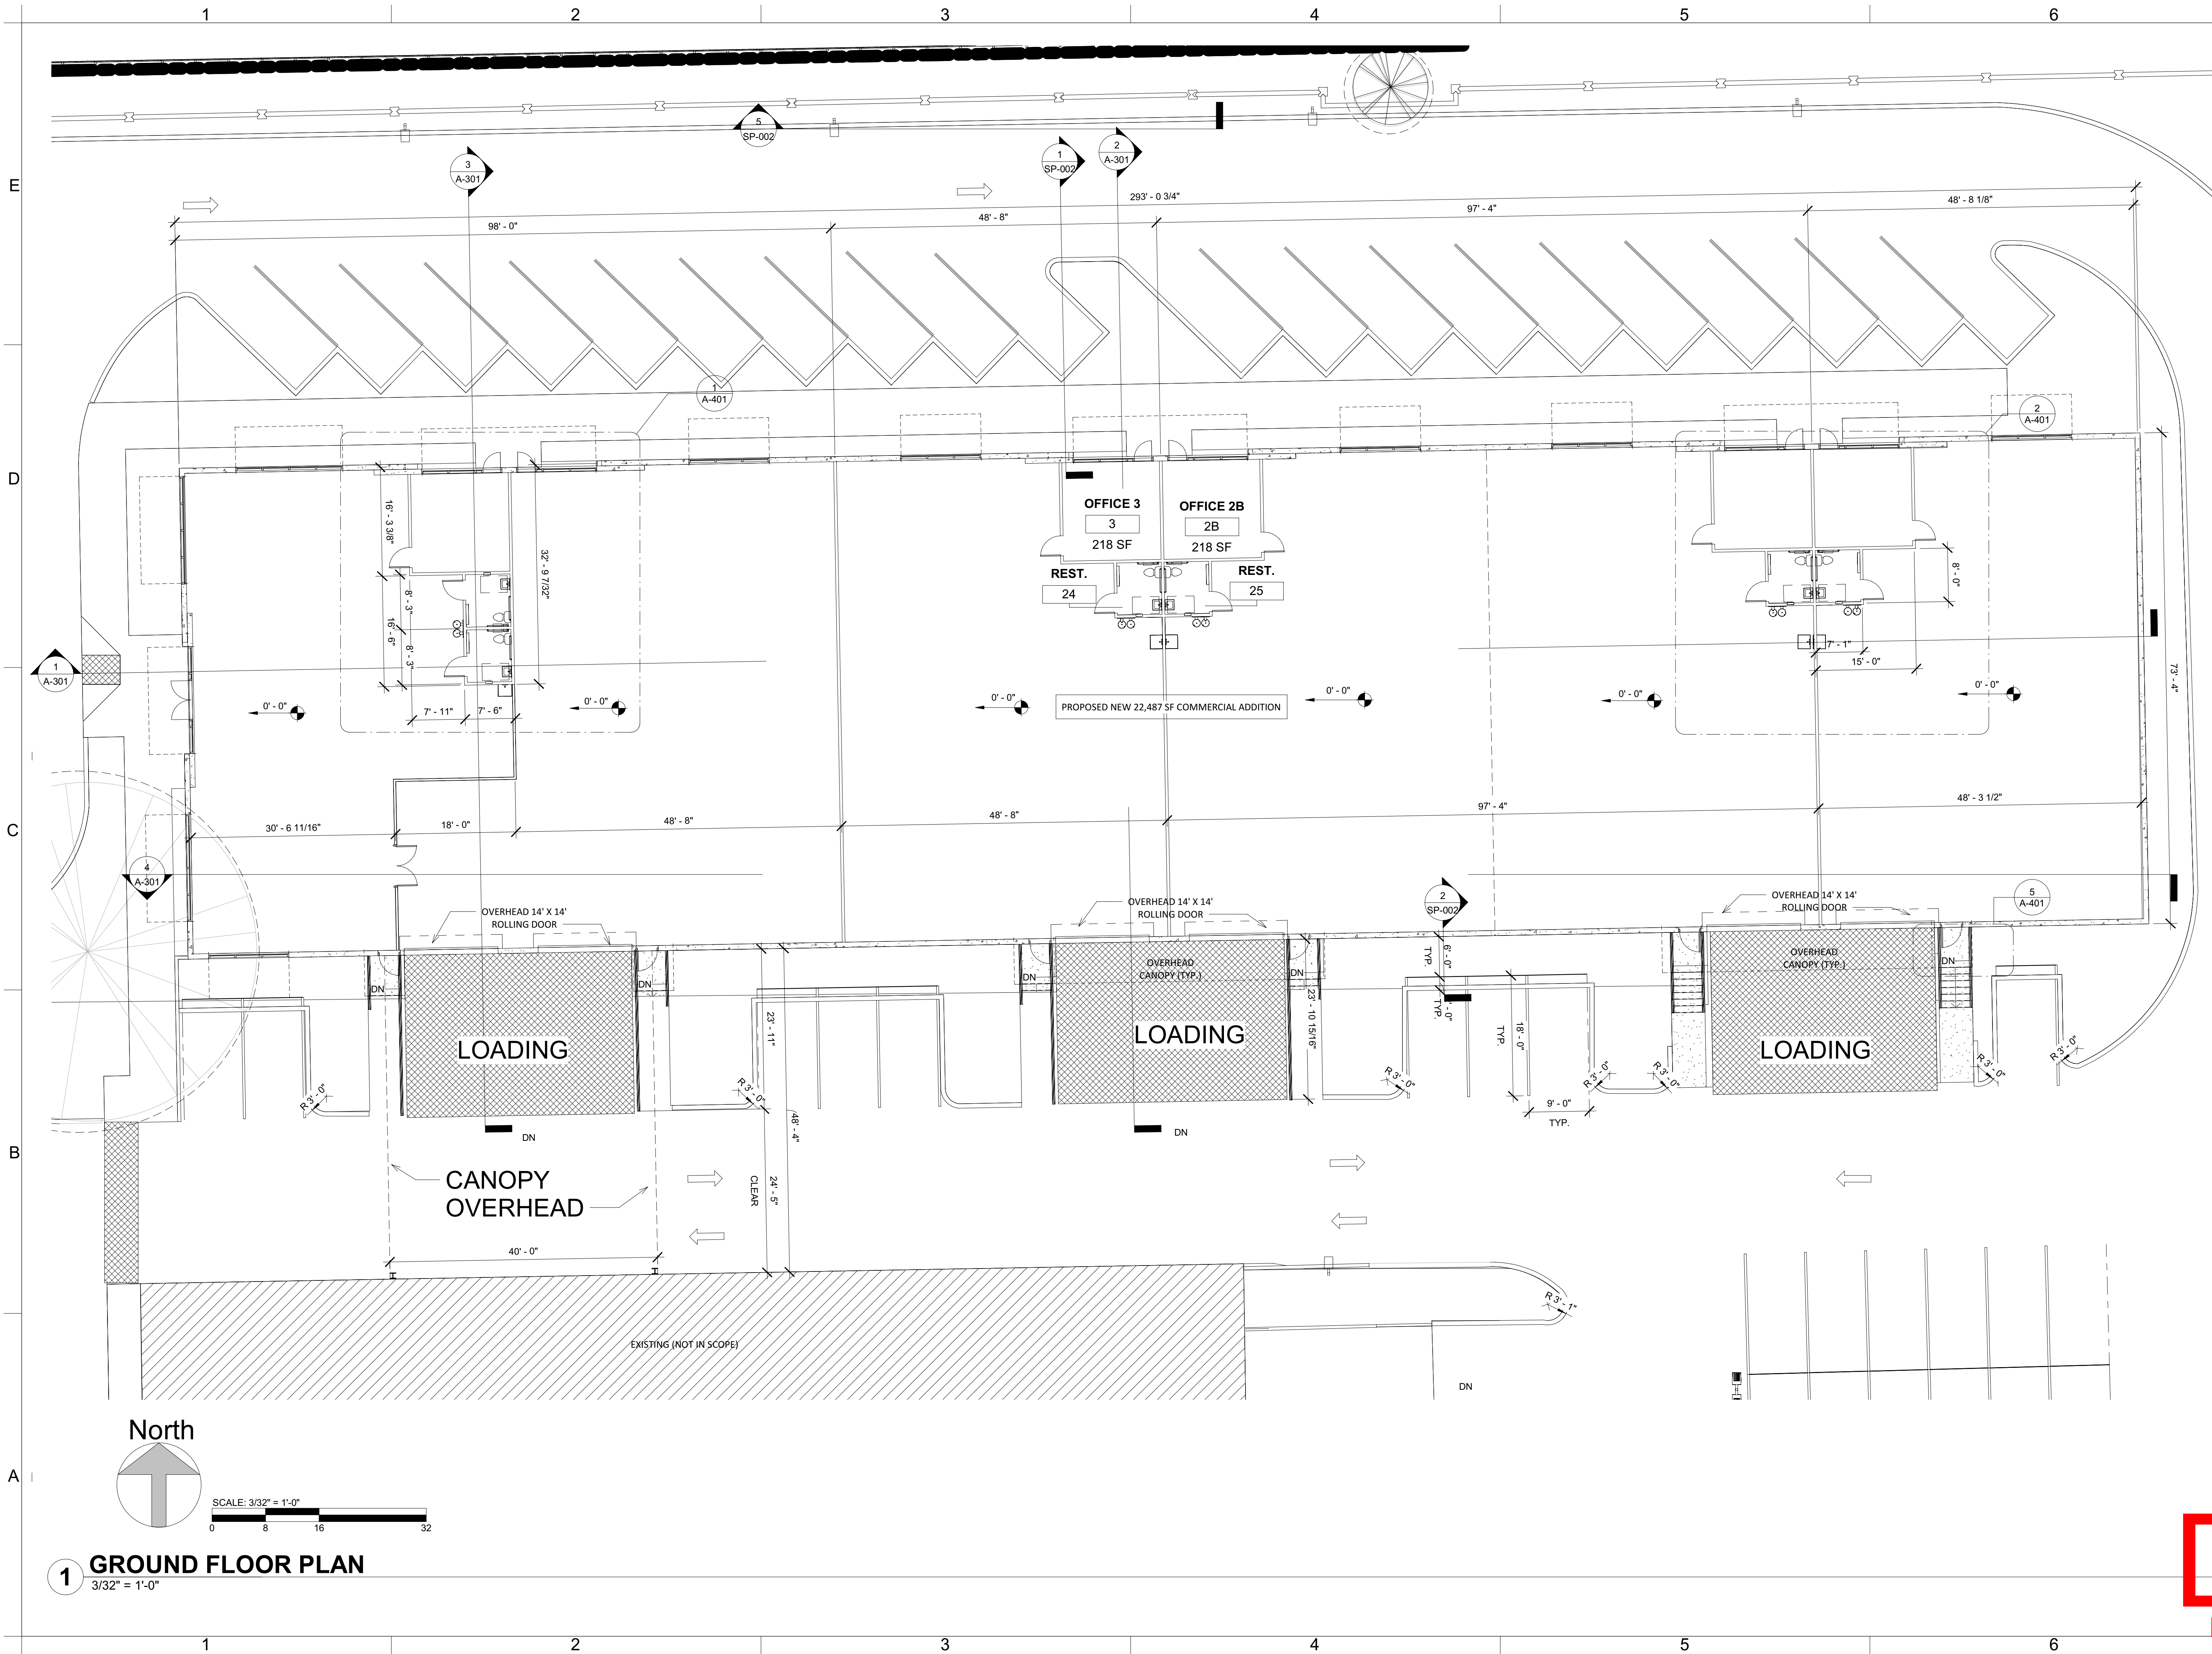 1 2 3 4 5 6
5
SP-002
3
A-301
1
SP-002
2
A-301
E
293' - 0 3/4"
98' - 0"
48' - 8"
97' - 4"
48' - 8 1/8"
1
A-401
2
A-401
D
16' - 3 3/8"
32' - 9 7/32"
8' - 3"
16' - 6"
8' - 3"
OFFICE 3
3
218 SF
OFFICE 2B
2B
218 SF
REST.
24
REST.
25
8' - 0"
7' - 1"
15' - 0"
73' - 4"
1
A-301
7' - 11"
7' - 6"
0' - 0"
0' - 0"
0' - 0"
0' - 0"
0' - 0"
0' - 0"
PROPOSED NEW 22,487 SF COMMERCIAL ADDITION
C
30' - 6 11/16"
18' - 0"
48' - 8"
48' - 8"
97' - 4"
48' - 3 1/2"
4
A-301
OVERHEAD 14' X 14'
ROLLING DOOR
OVERHEAD 14' X 14'
ROLLING DOOR
2
SP-002
OVERHEAD 14' X 14'
ROLLING DOOR
5
A-401
DN
DN
DN
OVERHEAD
CANOPY (TYP.)
DN
6' - 0"
TYP.
OVERHEAD
CANOPY (TYP.)
DN
LOADING
23' - 11"
LOADING
23' - 10 15/16"
TYP.
18' - 0"
TYP.
LOADING
R 3' - 0"
R 3' - 0"
R 3' - 0"
R 3' - 0"
R 3' - 0"
R 3' - 0"
R 3' - 0"
9' - 0"
TYP.
48' - 4"
DN
DN
B
CANOPY
OVERHEAD
24' - 5"
CLEAR
40' - 0"
R 3' - 1"
EXISTING (NOT IN SCOPE)
DN
North
A
SCALE: 3/32" = 1'-0"
0 8 16 32
1 GROUND FLOOR PLAN
3/32" = 1'-0"
1 2 3 4 5 6